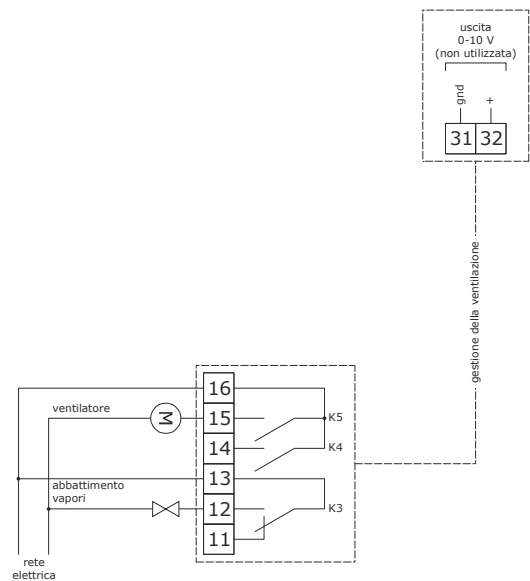 uscita
0-10 V
(non utilizzata)
gnd
+
31 32
gestione della ventilazione
16
ventilatore
M
15
K5
14
K4
13
abbattimento
vapori
12
K3
11
rete
elettrica